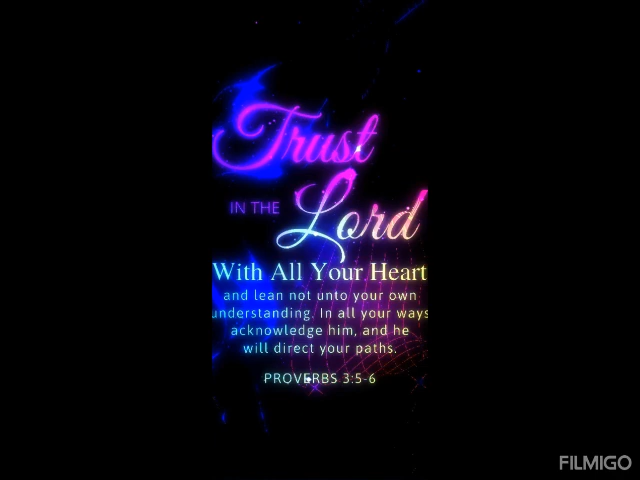 Trust
IN THE
Lord
With All Your Heart
and lean not unto your own
understanding. In all your ways
acknowledge him, and he
will direct your paths.
PROVERBS 3:5-6
FILMIGO